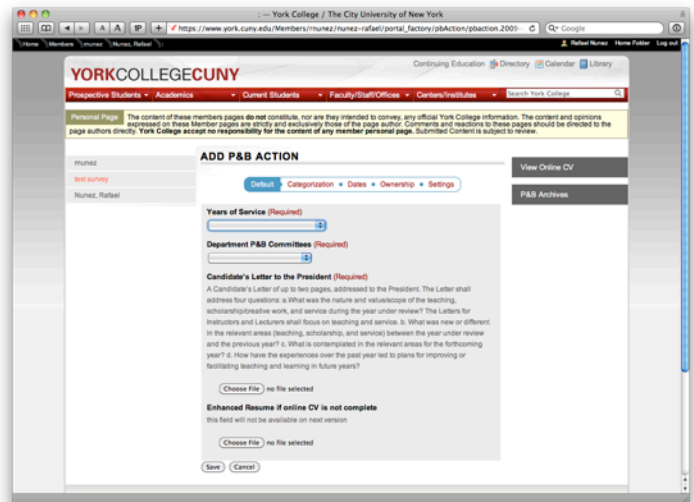 : — York College / The City University of New York
https://www.york.cuny.edu/Members/rnunez/nunez-rafael/portal_factory/pbAction/pbaction.2009-
Google
Home Members rnunez Nunez, Rafael
Rafael Nunez Home Folder Log out
Continuing Education Directory Calendar Library
YORKCOLLEGECUNY
Prospective Students Academics Current Students Faculty/Staff/Offices Centers/Institutes Search York College
Personal Page The content of these members pages do not constitute, nor are they intended to convey, any official York College information. The content and opinions
expressed on these Member pages are strictly and exclusively those of the page author. Comments and reactions to these pages should be directed to the
page authors directly. York College accept no responsibility for the content of any member personal page. Submitted Content is subject to review.
rnunez
test survey
Nunez, Rafael
ADD P&B ACTION
Default Categorization Dates Ownership Settings
Years of Service (Required)
Department P&B Committees (Required)
Candidate's Letter to the President (Required)
A Candidate's Letter of up to two pages, addressed to the President. The Letter shall
address four questions: a What was the nature and value/scope of the teaching,
scholarship/creative work, and service during the year under review? The Letters for
Instructors and Lecturers shall focus on teaching and service. b. What was new or different
in the relevant areas (teaching, scholarship, and service) between the year under review
and the previous year? c. What is contemplated in the relevant areas for the forthcoming
year? d. How have the experiences over the past year led to plans for improving or
facilitating teaching and learning in future years?
Choose File no file selected
Enhanced Resume if online CV is not complete
this field will not be available on next version
Choose File no file selected
Save Cancel
View Online CV
P&B Archives